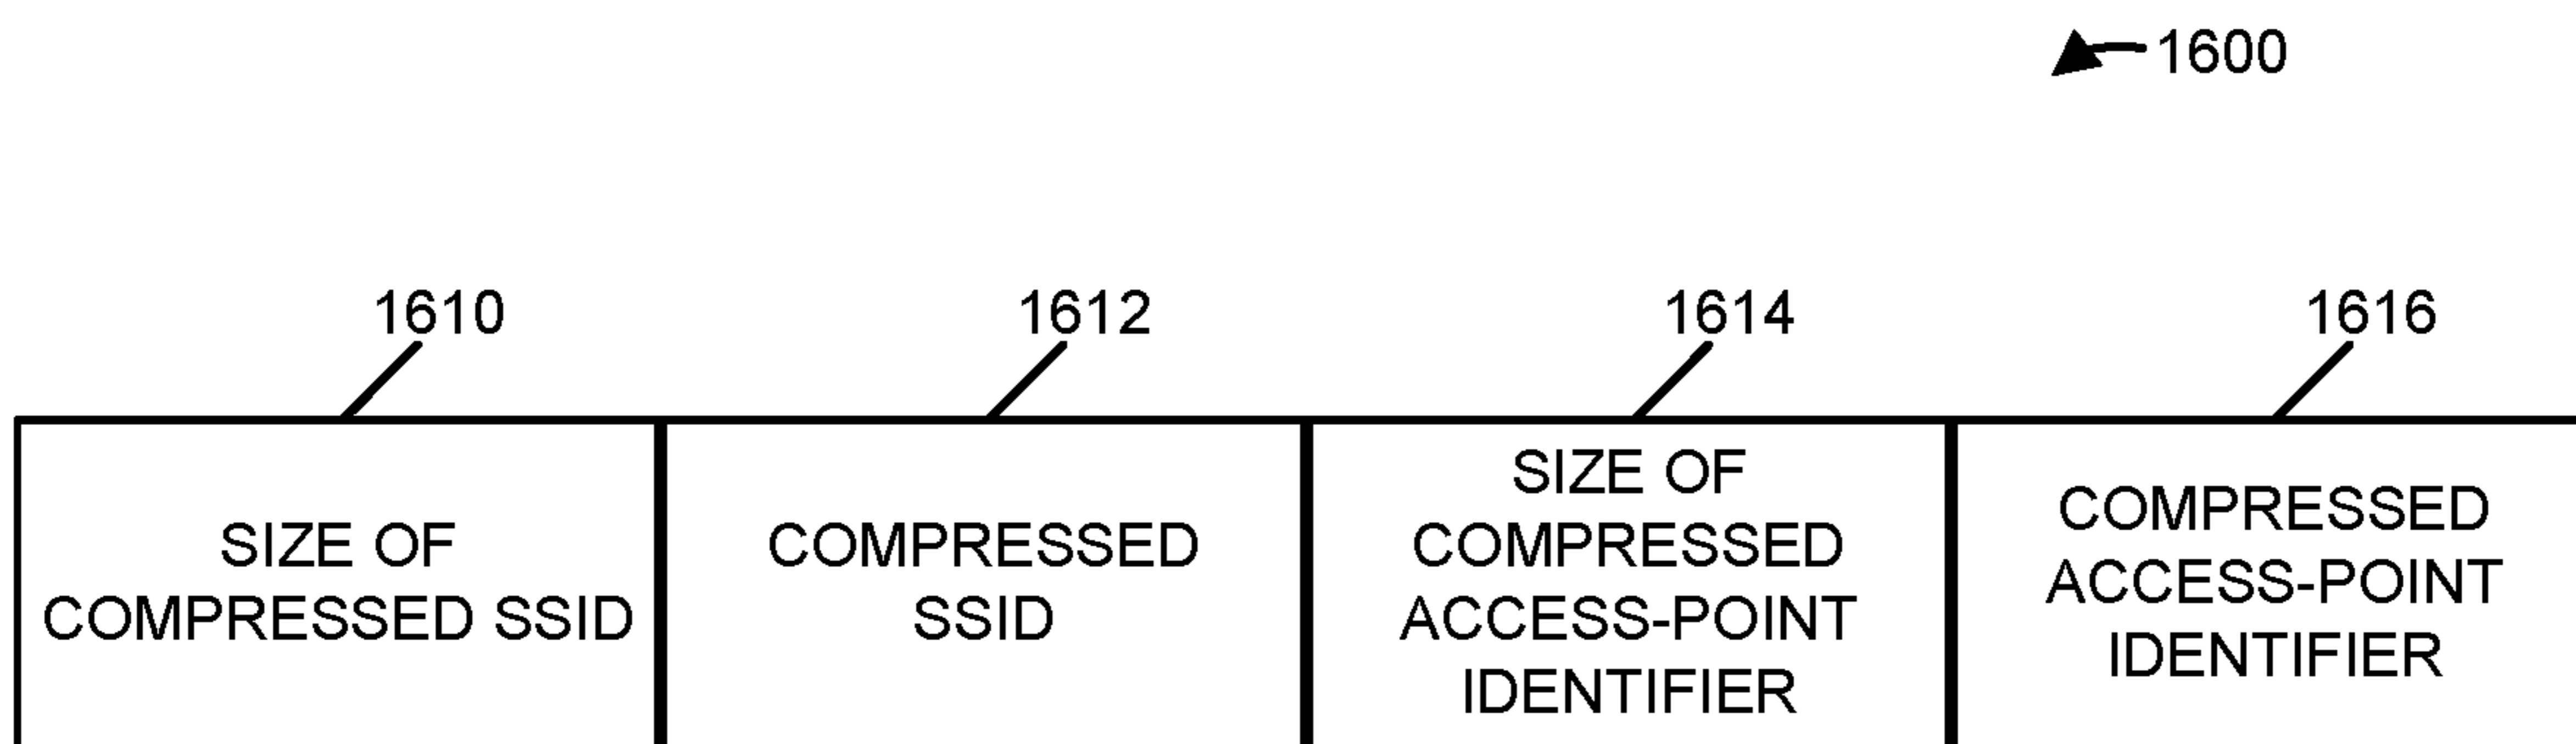 1600
1610
1612
1614
1616
SIZE OF
COMPRESSED SSID
COMPRESSED
SSID
SIZE OF
COMPRESSED
ACCESS-POINT
IDENTIFIER
COMPRESSED
ACCESS-POINT
IDENTIFIER